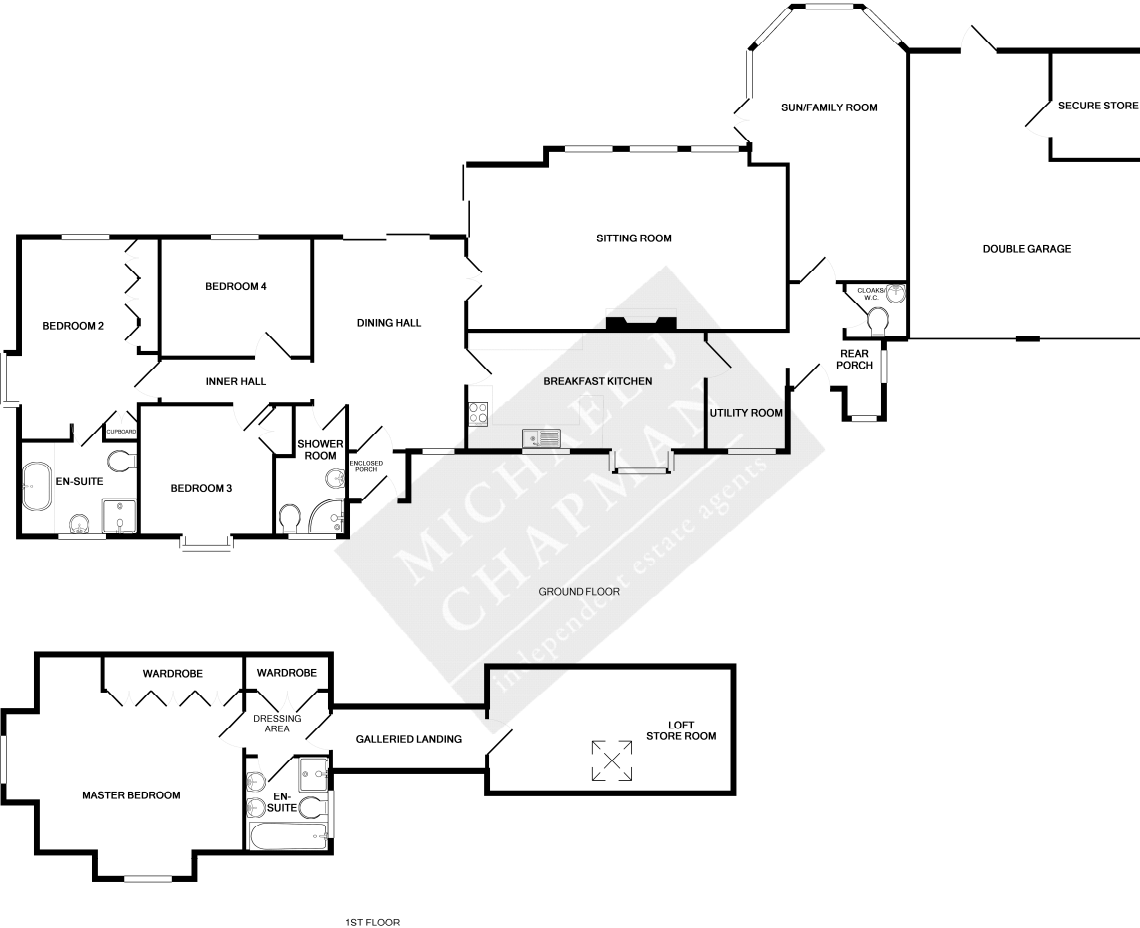 SUN/FAMILY ROOM
SECURE STORE
SITTING ROOM
DOUBLE GARAGE
BEDROOM 4
CLOAKS/
W.C.
BEDROOM 2
DINING HALL
REAR
PORCH
INNER HALL
BREAKFAST KITCHEN
UTILITY ROOM
CUPBOARD
SHOWER
ROOM
ENCLOSED
PORCH
EN-SUITE
BEDROOM 3
MICHAEL J
CHAPMAN
independent estate agents
GROUND FLOOR
WARDROBE
WARDROBE
DRESSING
AREA
GALLERIED LANDING
LOFT
STORE ROOM
MASTER BEDROOM
EN-
SUITE
1ST FLOOR